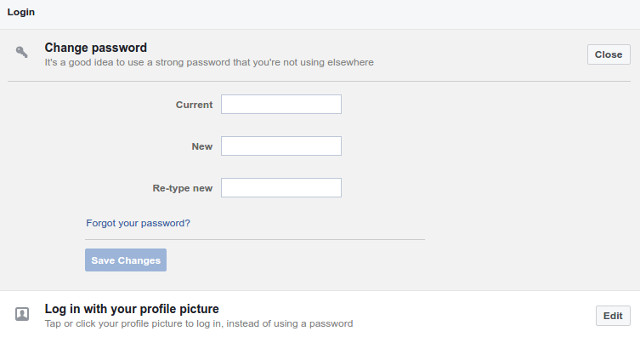 Login
Change password
It's a good idea to use a strong password that you're not using elsewhere
Close
Current
New
Re-type new
Forgot your password?
Save Changes
Log in with your profile picture
Tap or click your profile picture to log in, instead of using a password
Edit